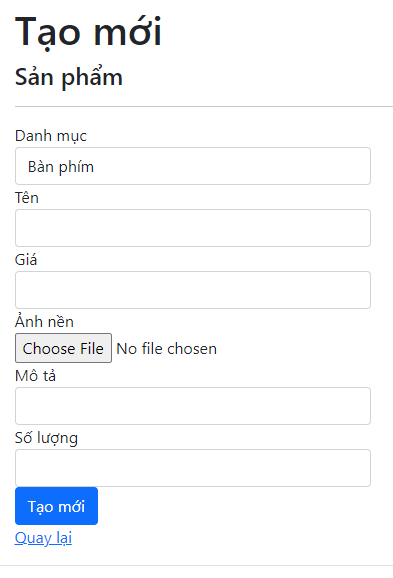 Tạo mới
Sản phẩm
Danh mục
Bàn phím
Tên
Giá
Ảnh nền
Choose File No file chosen
Mô tả
Số lượng
Tạo mới
Quay lại